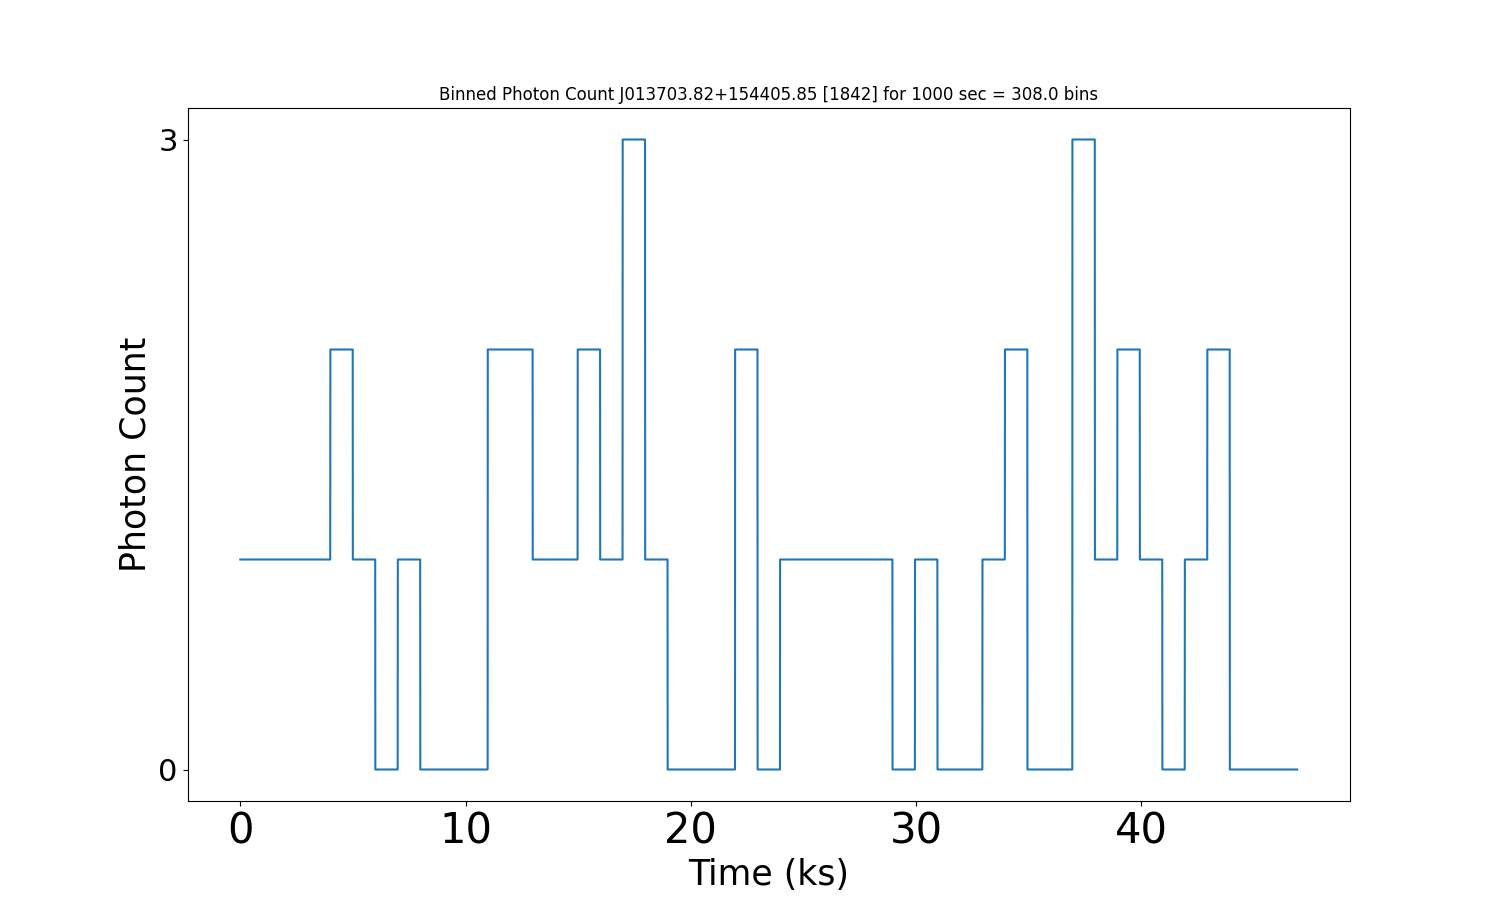 Binned Photon Count J013703.82+154405.85 [1842] for 1000 sec = 308.0 bins
3
Photon Count
0
0 10 20 30 40
Time (ks)